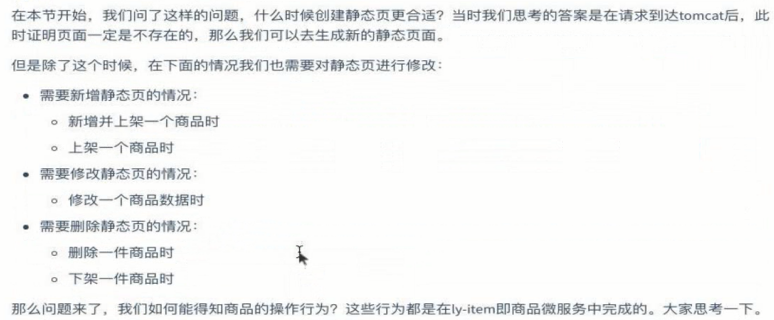 在本节开始，我们问了这样的问题，什么时候创建静态页更合适？当时我们思考的答案是在请求到达tomcat后，此
时证明页面一定是不存在的，那么我们可以去生成新的静态页面。
但是除了这个时候，在下面的情况我们也需要对静态页进行修改：
需要新增静态页的情况：
新增并上架一个商品时
上架一个商品时
需要修改静态页的情况：
修改一个商品数据时
需要删除静态页的情况：
删除一件商品时
下架一件商品时
那么问题来了，我们如何能得知商品的操作行为？这些行为都是在ly-item即商品微服务中完成的。大家思考一下。